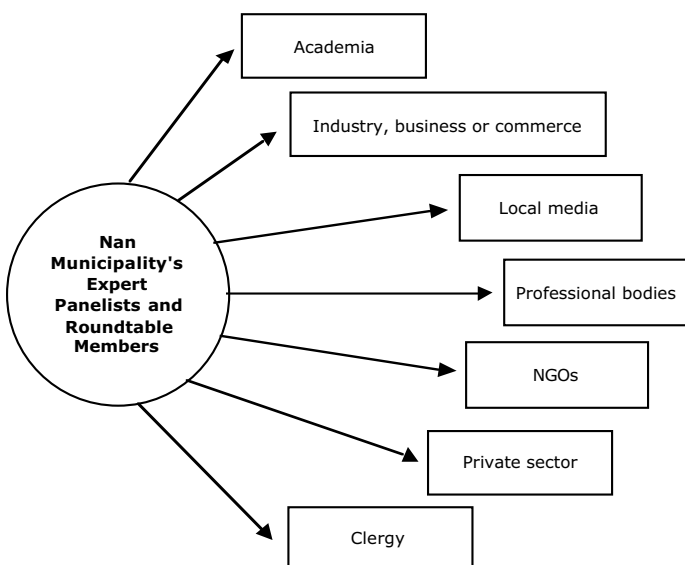 Academia
Industry, business or commerce
Local media
Nan
Municipality's
Expert
Panelists and
Roundtable
Members
Professional bodies
NGOs
Private sector
Clergy